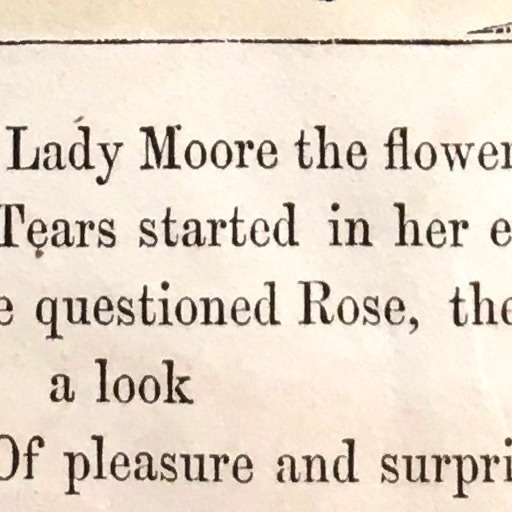 Lady Moore the flower
Tears started in her e
e questioned Rose, the
a look
Of pleasure and surpri